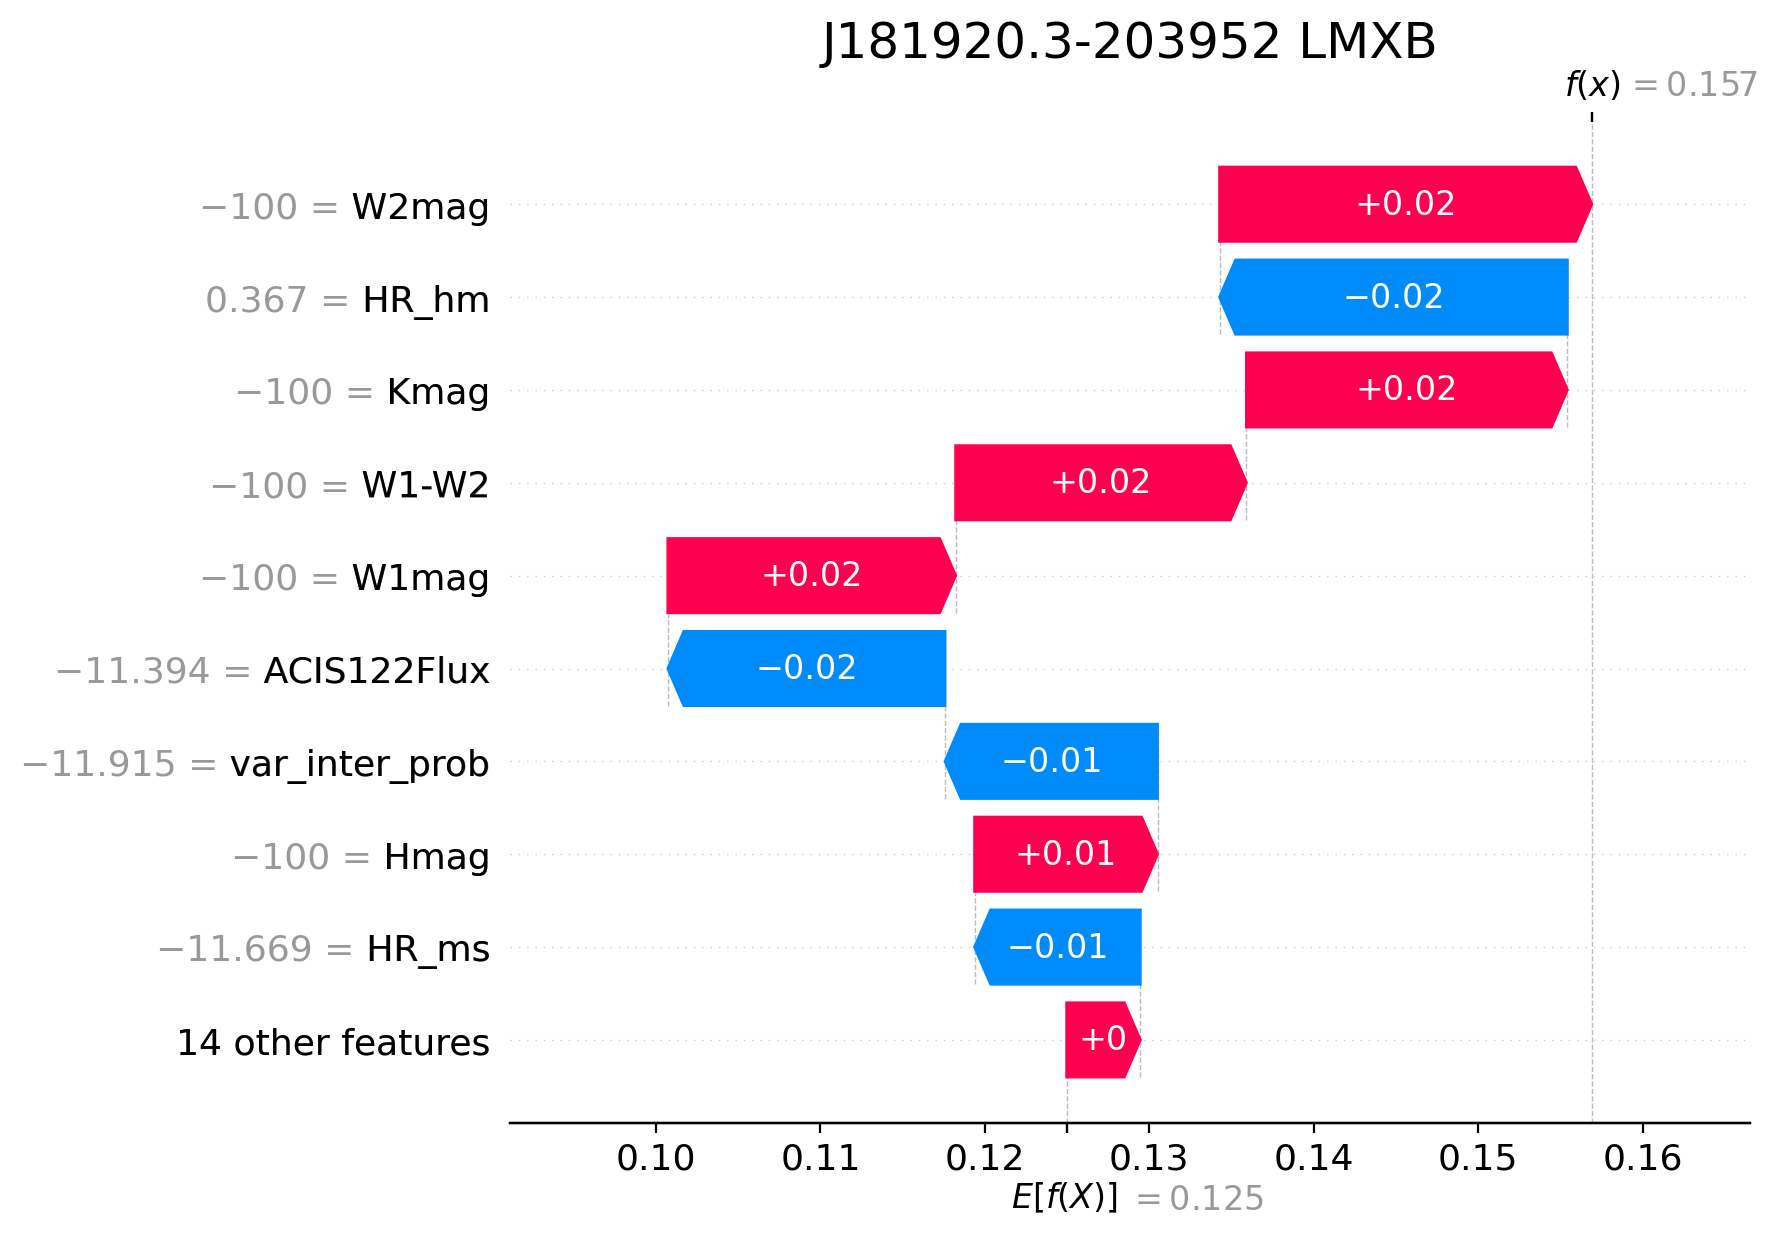 J181920.3-203952 LMXB
f(x) = 0.157
−100 = W2mag +0.02
0.367 = HR_hm −0.02
−100 = Kmag +0.02
−100 = W1-W2 +0.02
−100 = W1mag +0.02
−11.394 = ACIS122Flux −0.02
−11.915 = var_inter_prob −0.01
−100 = Hmag +0.01
−11.669 = HR_ms −0.01
14 other features +0
0.10 0.11 0.12 0.13 0.14 0.15 0.16
E[f(X)] = 0.125